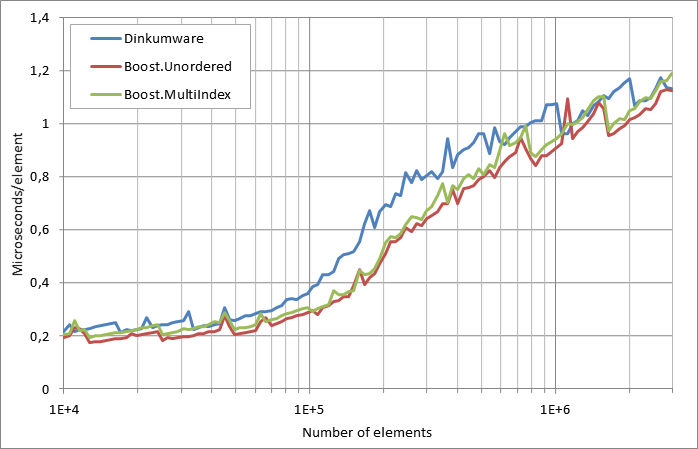 1,4
1,2
1
0,8
0,6
0,4
0,2
0
Microseconds/element
Dinkumware
Boost.Unordered
Boost.MultiIndex
1E+4
1E+5
1E+6
Number of elements